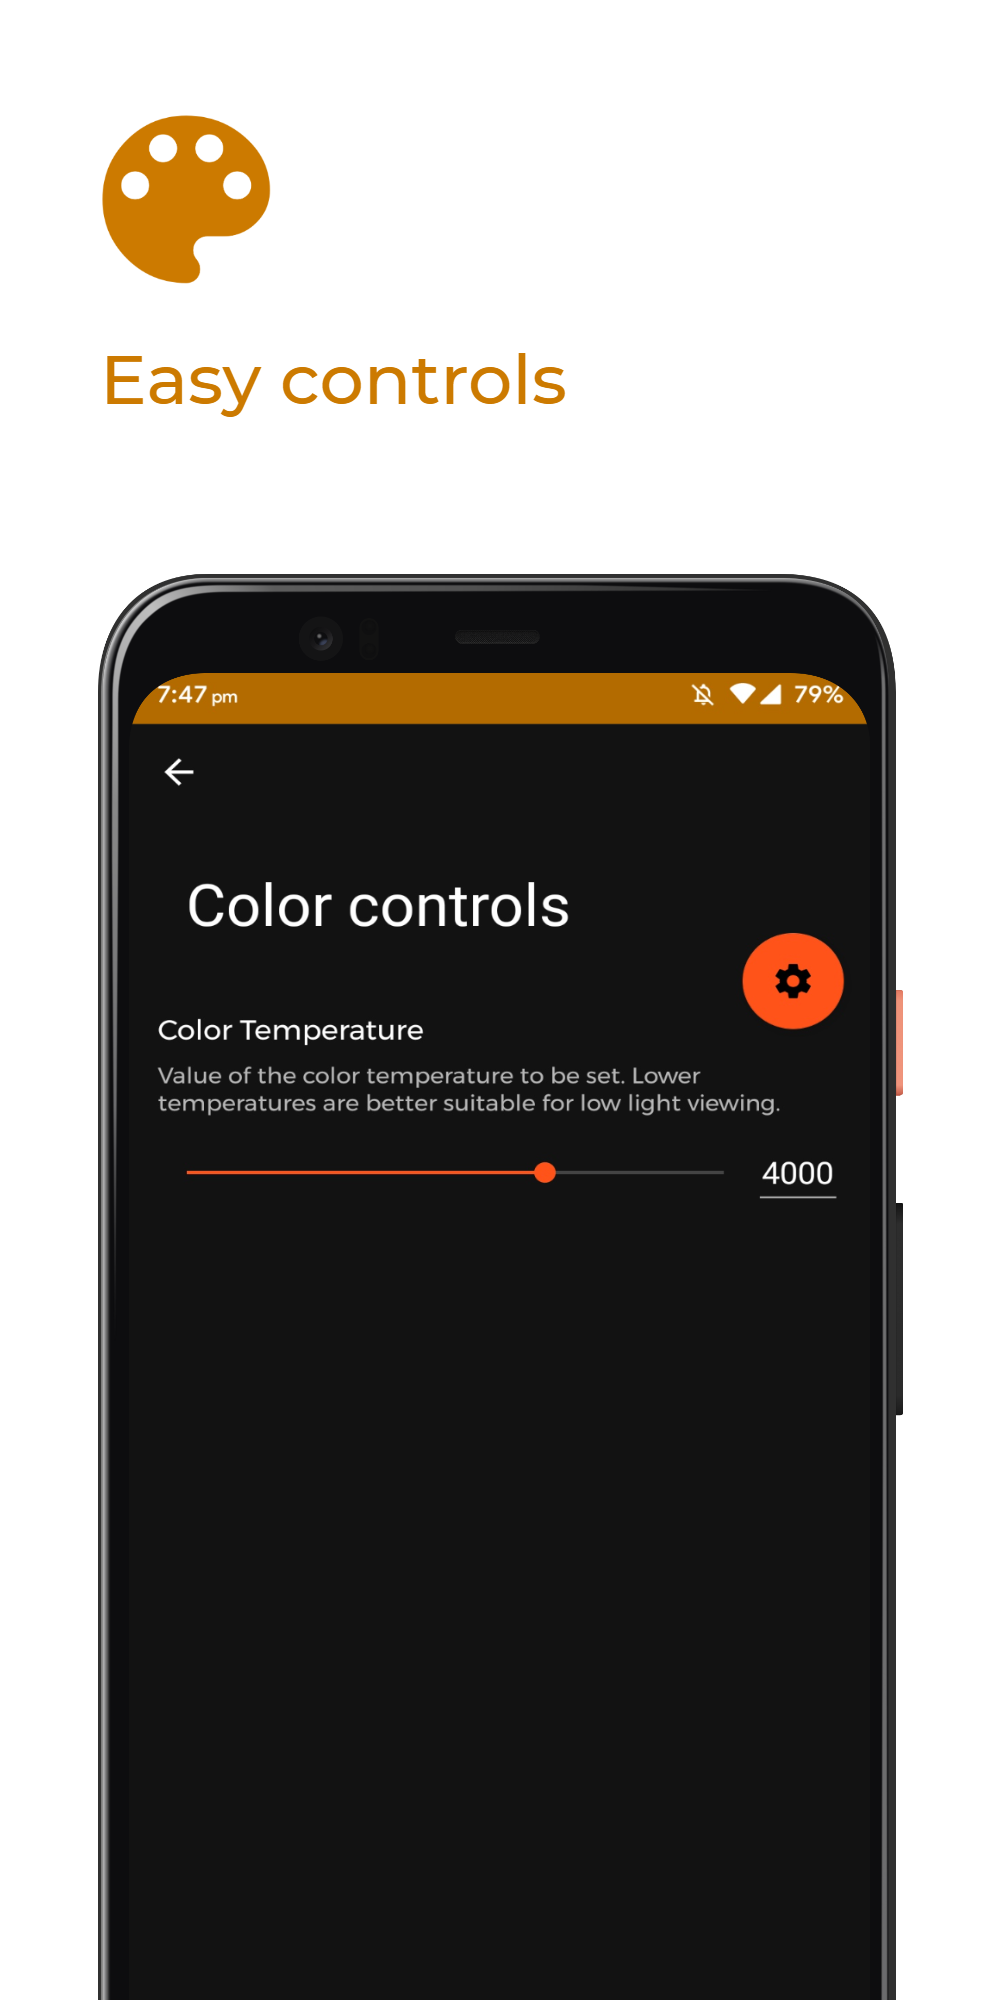 Easy controls
7:47 pm 79%
Color controls
Color Temperature
Value of the color temperature to be set. Lower
temperatures are better suitable for low light viewing.
4000